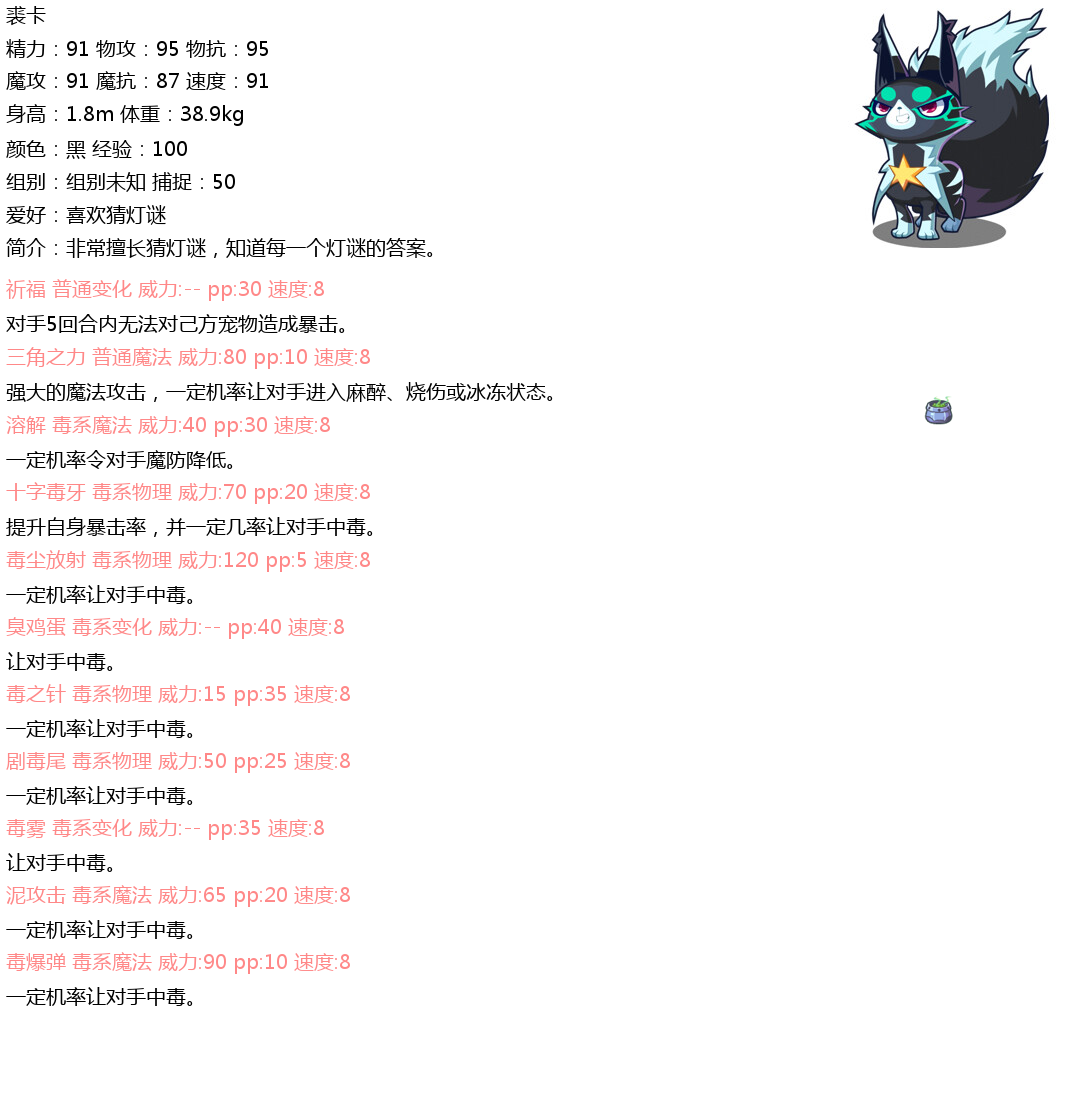 裘卡
精力：91 物攻：95 物抗：95
魔攻：91 魔抗：87 速度：91
身高：1.8m 体重：38.9kg
颜色：黑 经验：100
组别：组别未知 捕捉：50
爱好：喜欢猜灯谜
简介：非常擅长猜灯谜，知道每一个灯谜的答案。
祈福 普通变化 威力:-- pp:30 速度:8
对手5回合内无法对己方宠物造成暴击。
三角之力 普通魔法 威力:80 pp:10 速度:8
强大的魔法攻击，一定机率让对手进入麻醉、烧伤或冰冻状态。
溶解 毒系魔法 威力:40 pp:30 速度:8
一定机率令对手魔防降低。
十字毒牙 毒系物理 威力:70 pp:20 速度:8
提升自身暴击率，并一定几率让对手中毒。
毒尘放射 毒系物理 威力:120 pp:5 速度:8
一定机率让对手中毒。
臭鸡蛋 毒系变化 威力:-- pp:40 速度:8
让对手中毒。
毒之针 毒系物理 威力:15 pp:35 速度:8
一定机率让对手中毒。
剧毒尾 毒系物理 威力:50 pp:25 速度:8
一定机率让对手中毒。
毒雾 毒系变化 威力:-- pp:35 速度:8
让对手中毒。
泥攻击 毒系魔法 威力:65 pp:20 速度:8
一定机率让对手中毒。
毒爆弹 毒系魔法 威力:90 pp:10 速度:8
一定机率让对手中毒。